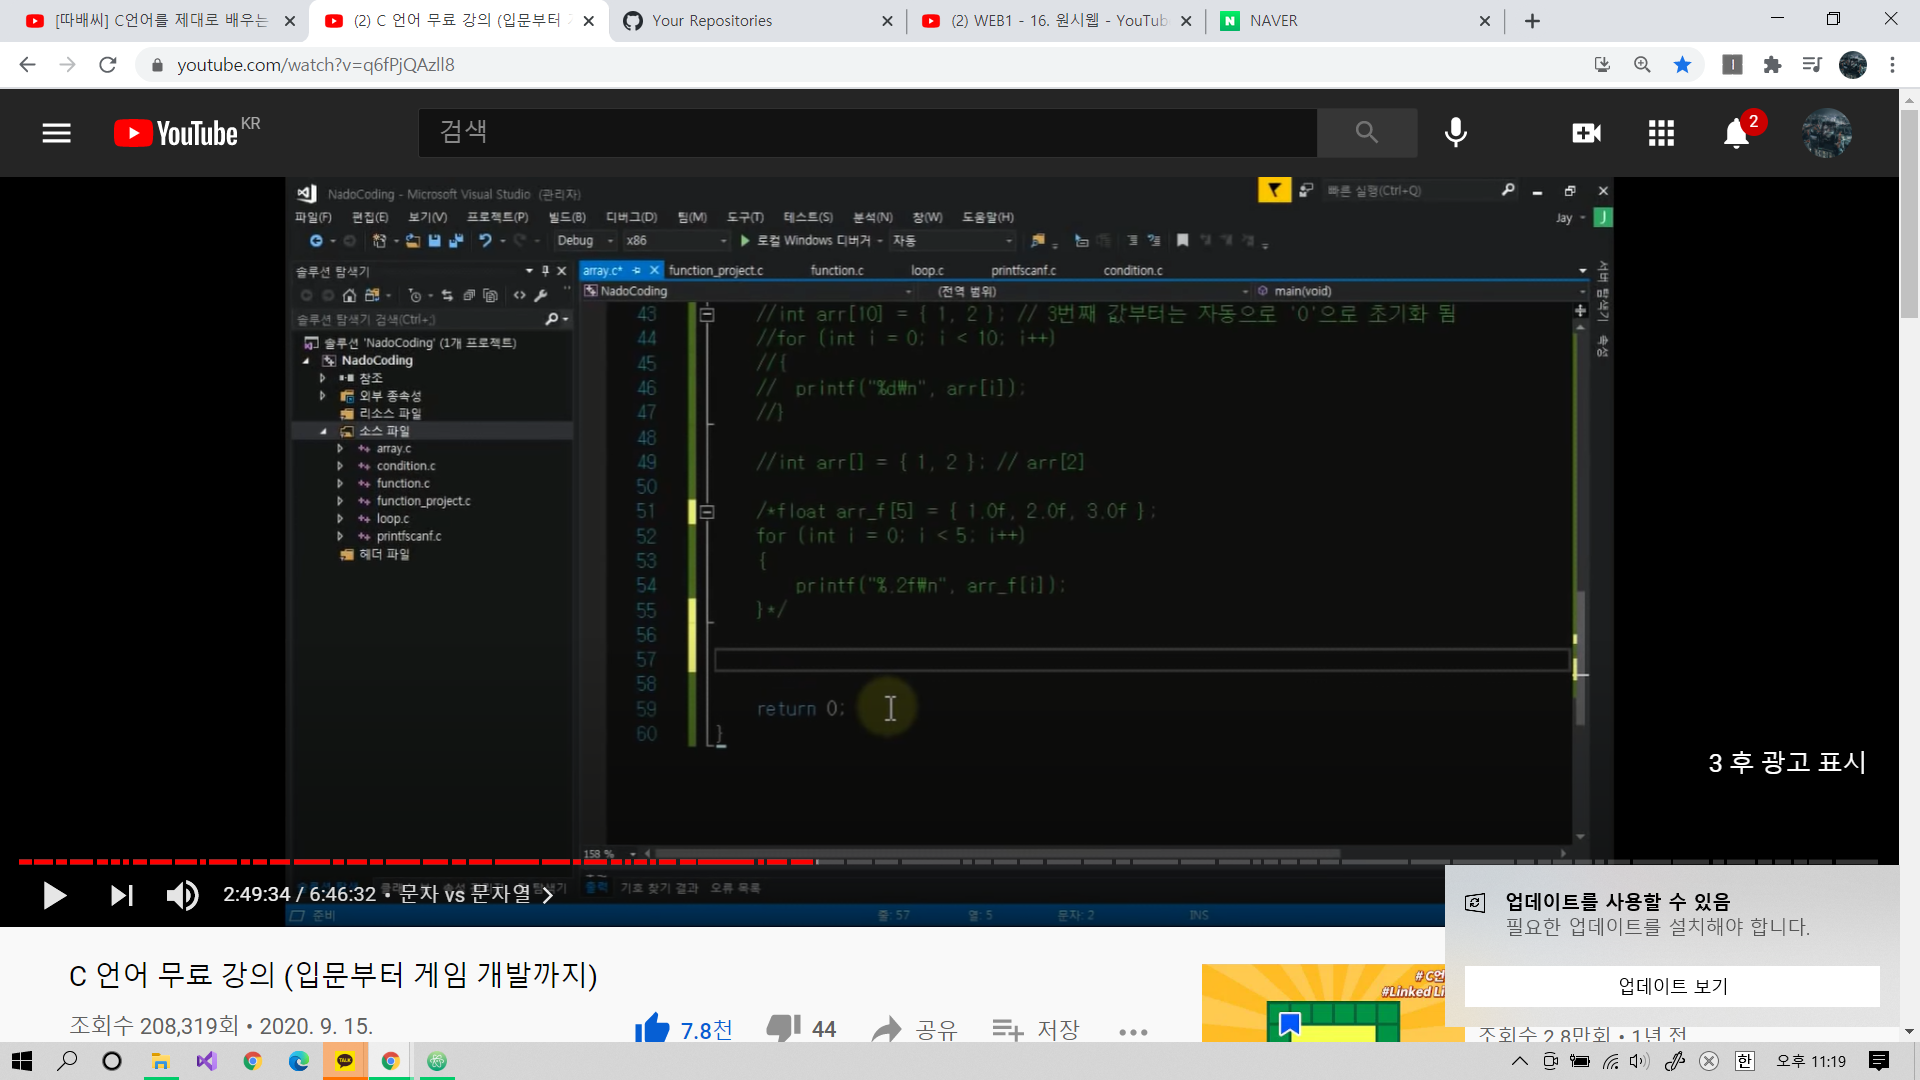 [따배씨] C언어를 제대로 배우는
(2) C 언어 무료 강의 (입문부터
Your Repositories
(2) WEB1 - 16. 원시웹 - YouTub
NAVER
youtube.com/watch?v=q6fPjQAzll8
YouTube KR
검색
2
NadoCoding - Microsoft Visual Studio (관리자)
빠른 실행(Ctrl+Q)
파일(F) 편집(E) 보기(V) 프로젝트(P) 빌드(B) 디버그(D) 팀(M) 도구(T) 테스트(S) 분석(N) 창(W) 도움말(H)
Jay J
Debug x86 로컬 Windows 디버거 자동
솔루션 탐색기
array.c* function_project.c function.c loop.c printfscanf.c condition.c
서버 탐색기
속성
NadoCoding (전역 범위) main(void)
솔루션 탐색기 검색(Ctrl+;)
솔루션 'NadoCoding' (1개 프로젝트)
NadoCoding
참조
외부 종속성
리소스 파일
소스 파일
array.c
condition.c
function.c
function_project.c
loop.c
printfscanf.c
헤더 파일
43 //int arr[10] = { 1, 2 }; // 3번째 값부터는 자동으로 '0'으로 초기화 됨
44 //for (int i = 0; i < 10; i++)
45 //{
46 // printf("%d₩n", arr[i]);
47 //}
48
49 //int arr[] = { 1, 2 }; // arr[2]
50
51 /*float arr_f[5] = { 1.0f, 2.0f, 3.0f };
52 for (int i = 0; i < 5; i++)
53 {
54 printf("%.2f₩n", arr_f[i]);
55 }*/
56
57
58
59 return 0;
60 }
3 후 광고 표시
158 %
출력 기호 찾기 결과 오류 목록
2:49:34 / 6:46:32 • 문자 vs 문자열
준비 줄: 57 열: 5 문자: 2 INS
업데이트를 사용할 수 있음
필요한 업데이트를 설치해야 합니다.
업데이트 보기
C 언어 무료 강의 (입문부터 게임 개발까지)
조회수 208,319회 • 2020. 9. 15.
7.8천 44 공유 저장
# C언
#Linked Li
조회수 2.8만회 • 1년 전
TALK
한 오후 11:19